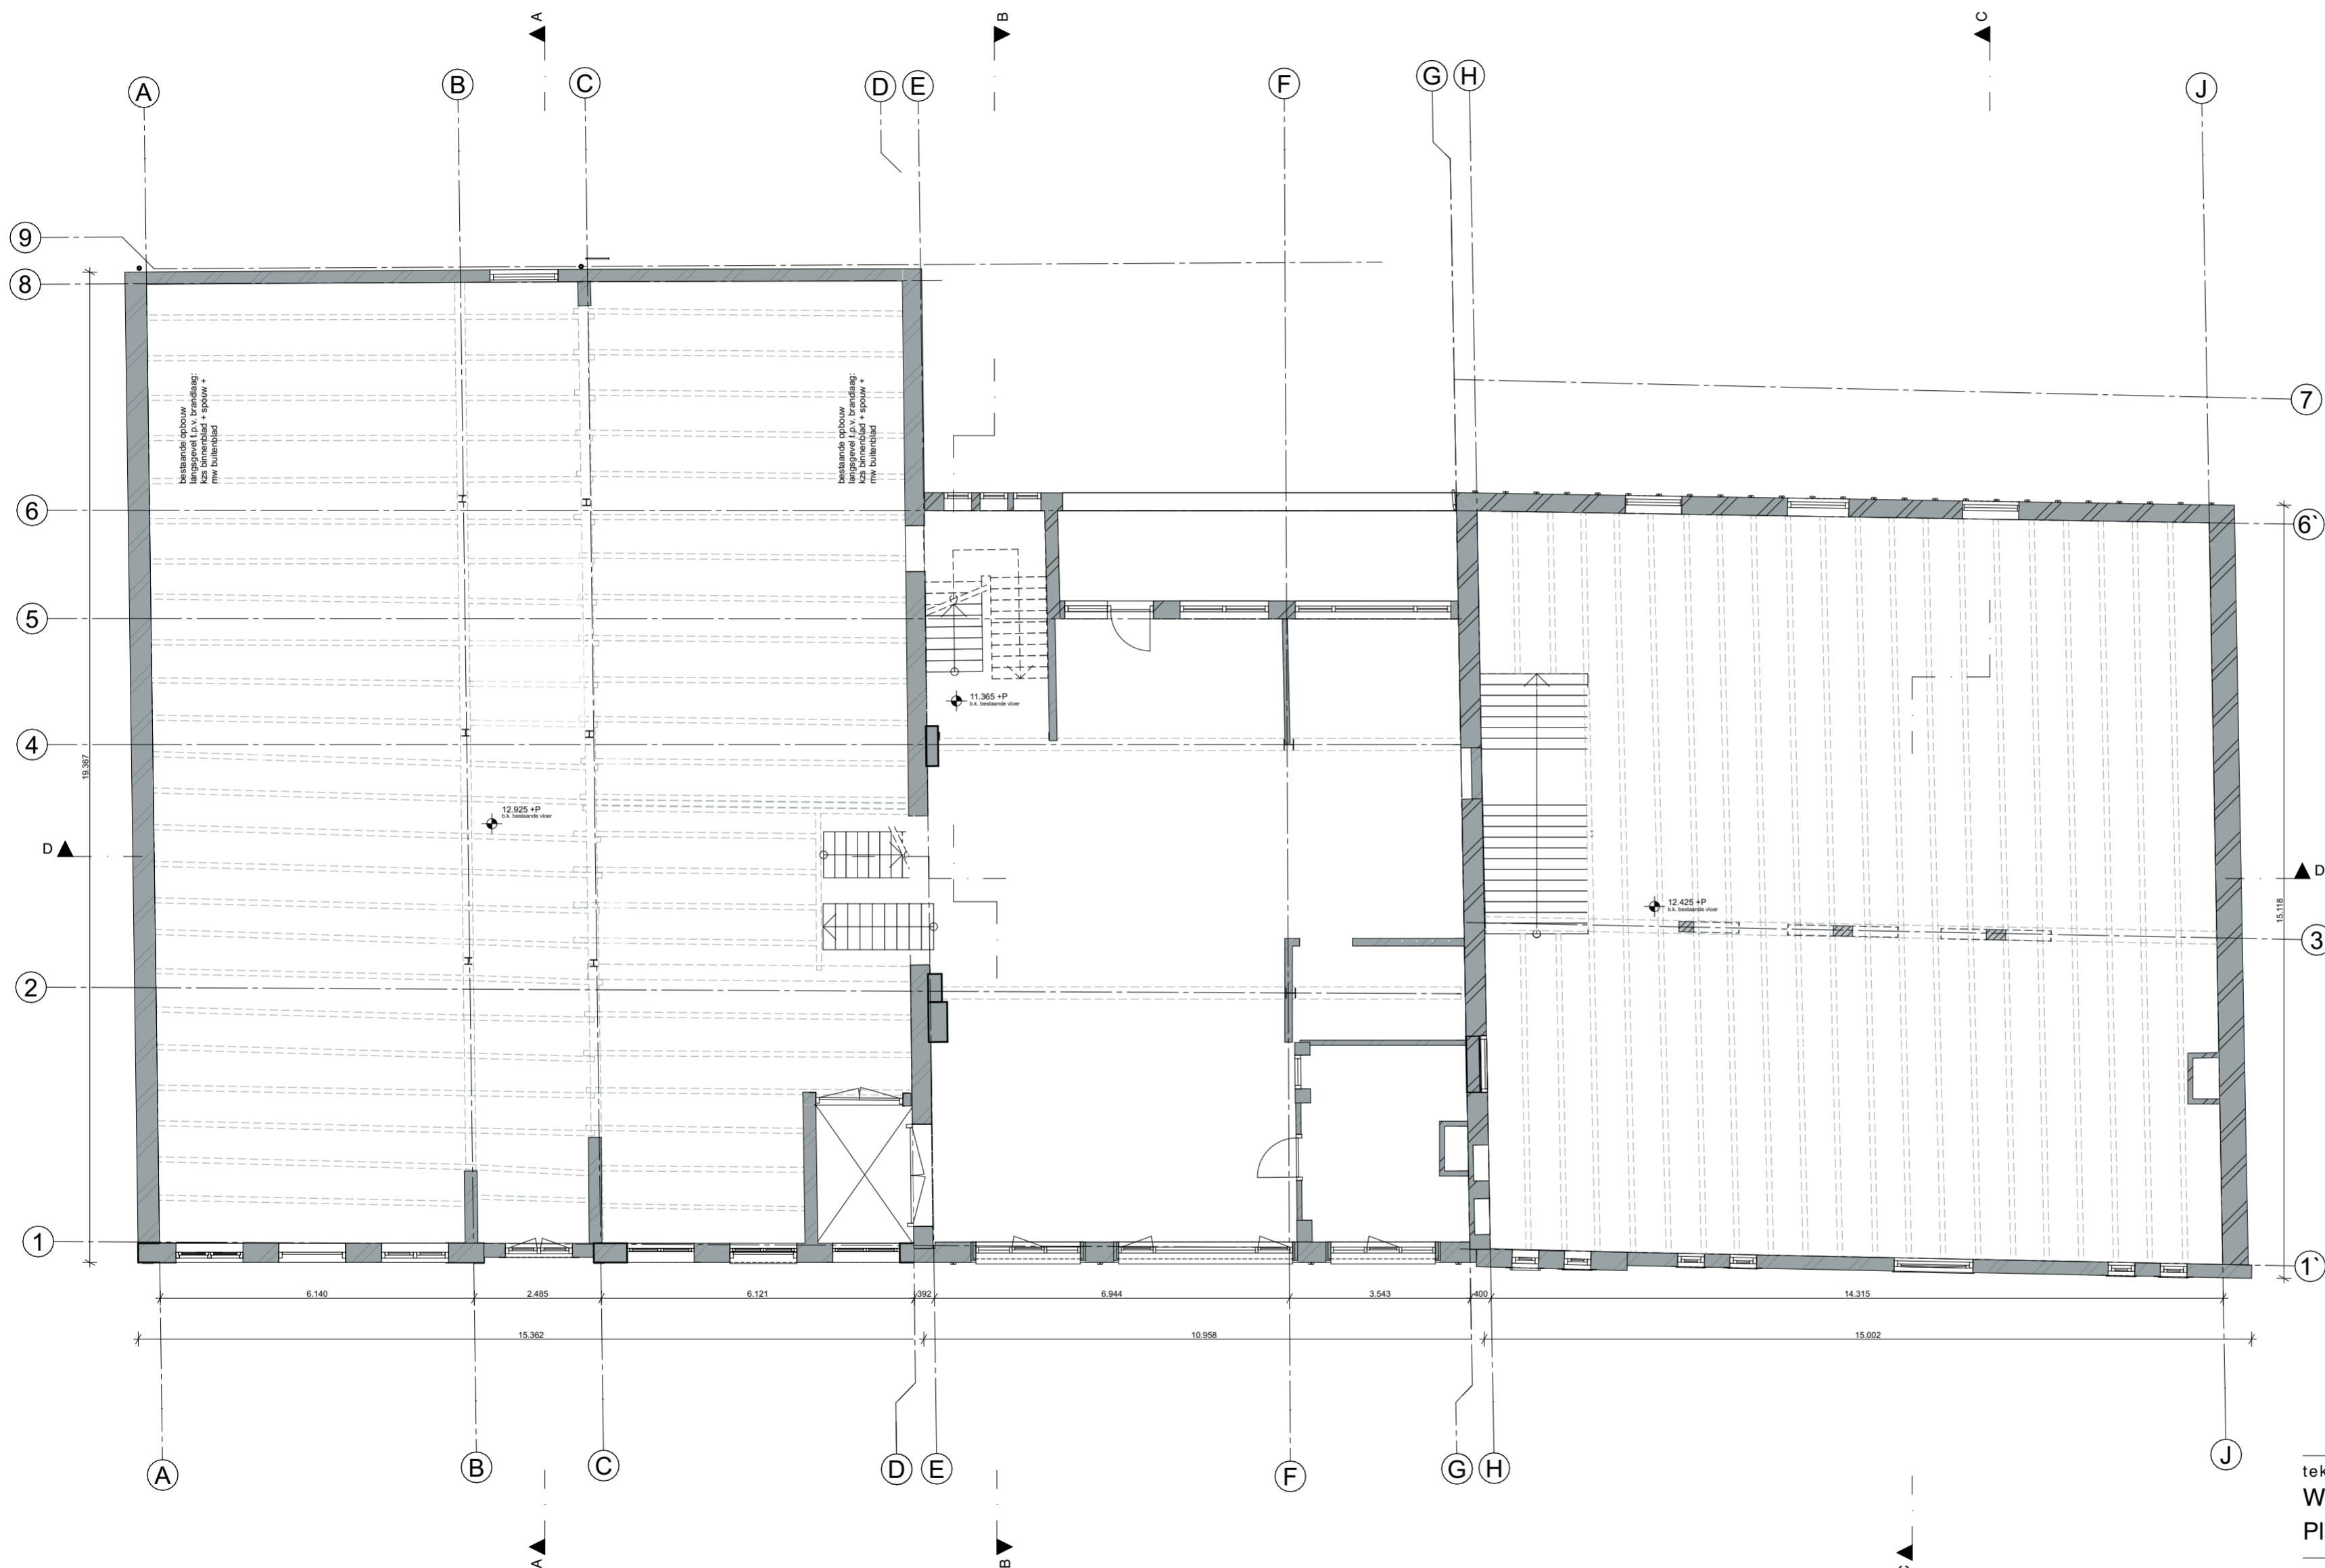 A
B
C
A
B
C
D
E
F
G
H
J
9
8
7
bestaande opbouw
langsgevel t.p.v. brandlaag:
kzs binnenblad + spouw +
mw buitenblad
bestaande opbouw
langsgevel t.p.v. brandlaag:
kzs binnenblad + spouw +
mw buitenblad
6
6`
5
11.365 +P
b.k. bestaande vloer
4
19.367
12.925 +P
b.k. bestaande vloer
D
D
12.425 +P
b.k. bestaande vloer
15.118
3
2
1
1`
6.140
2.485
6.121
392
6.944
3.543
400
14.315
15.362
10.958
15.002
A
B
C
D
E
F
G
H
J
tek
W
Pl
A
B